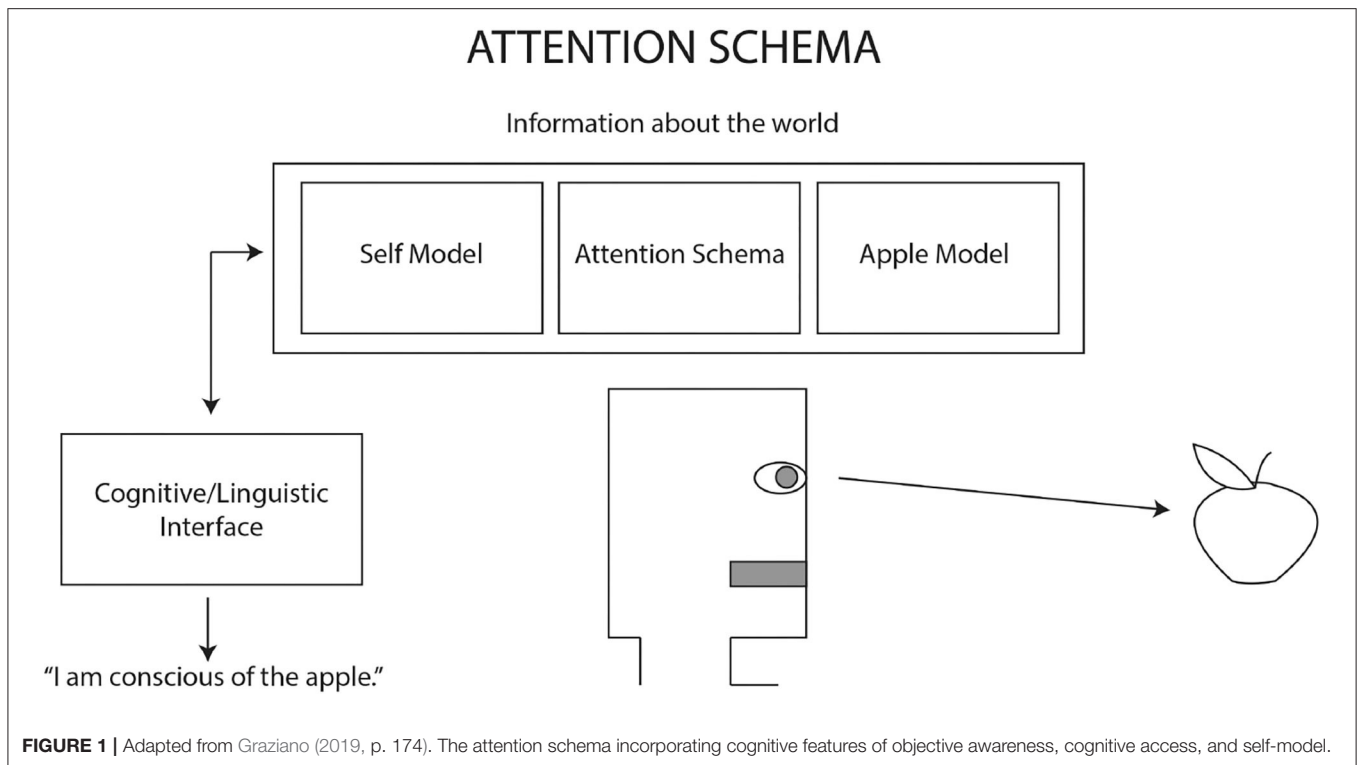 ATTENTION SCHEMA
Information about the world
Self Model
Attention Schema
Apple Model
Cognitive/Linguistic
Interface
“I am conscious of the apple.”
FIGURE 1 | Adapted from Graziano (2019, p. 174). The attention schema incorporating cognitive features of objective awareness, cognitive access, and self-model.